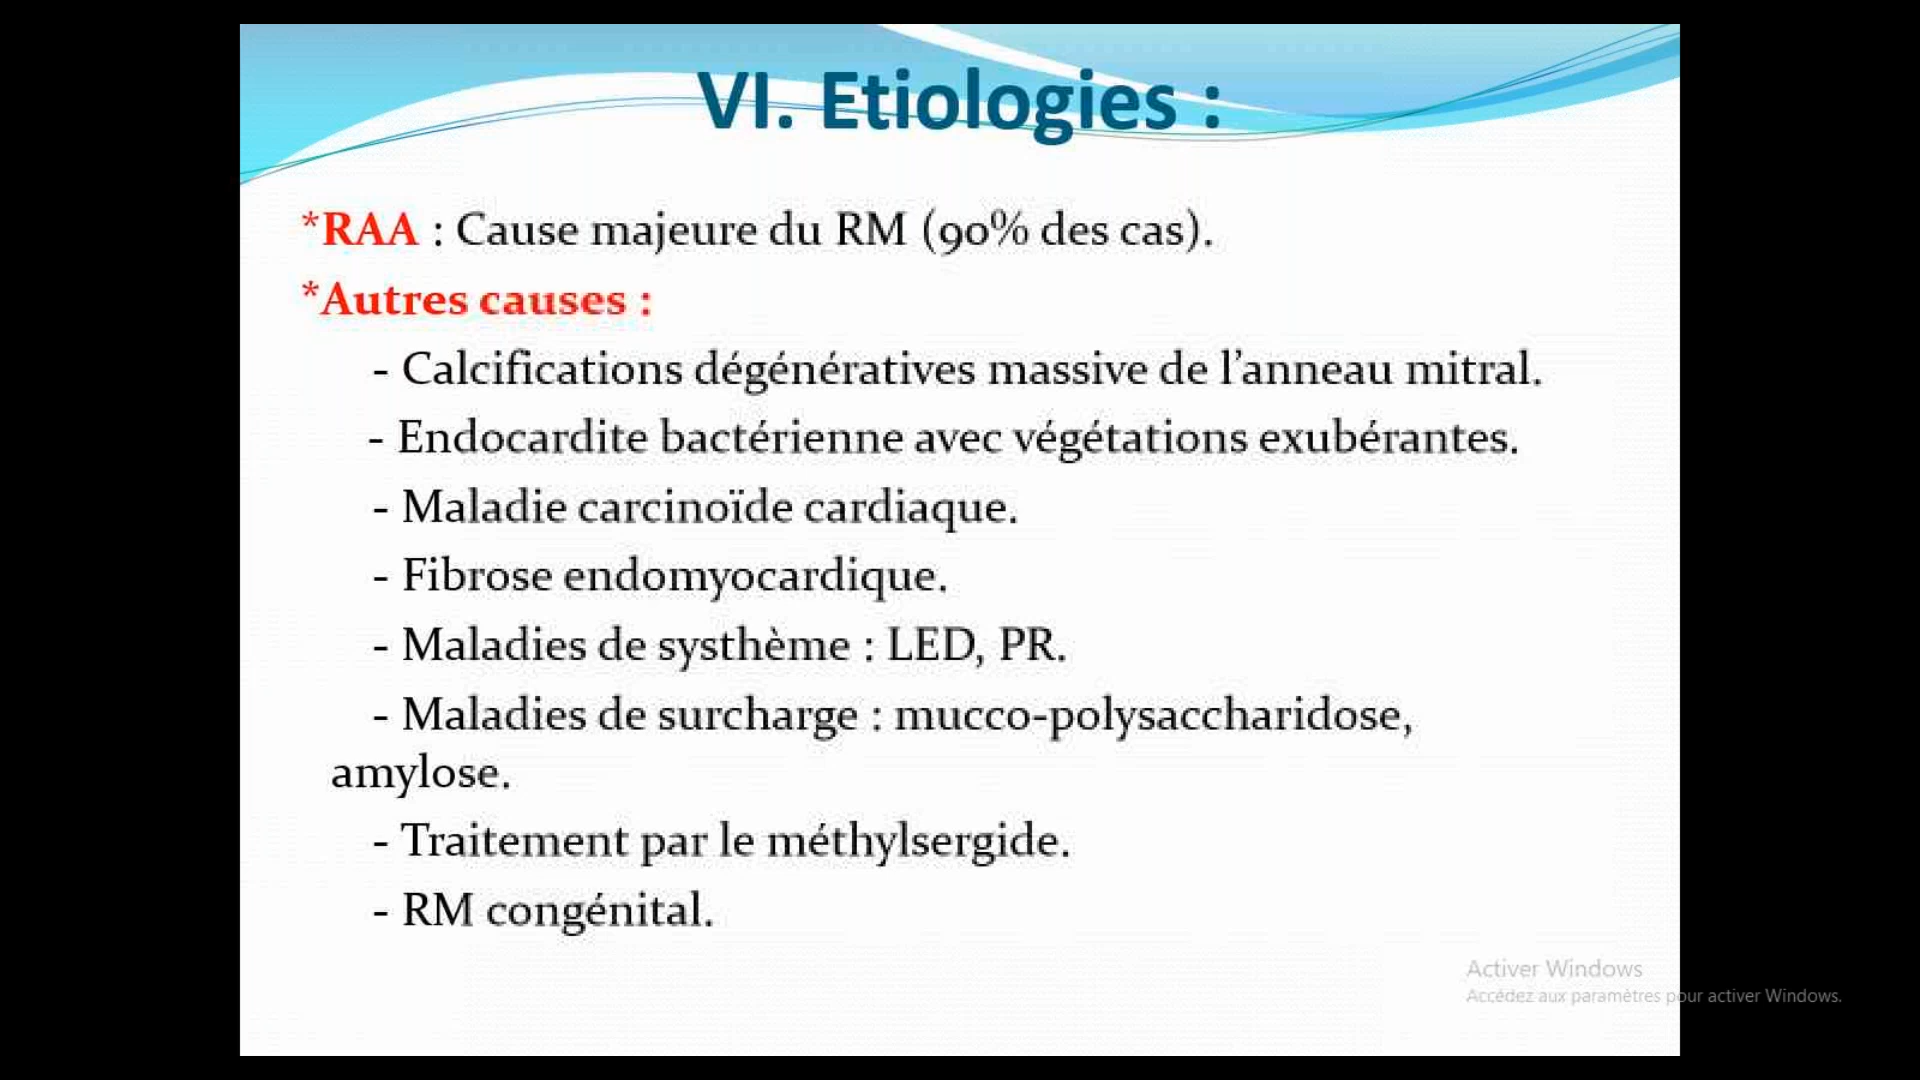 VI. Etiologies :
*RAA : Cause majeure du RM (90% des cas).
*Autres causes :
- Calcifications dégénératives massive de l’anneau mitral.
- Endocardite bactérienne avec végétations exubérantes.
- Maladie carcinoïde cardiaque.
- Fibrose endomyocardique.
- Maladies de systhème : LED, PR.
- Maladies de surcharge : mucco-polysaccharidose,
amylose.
- Traitement par le méthylsergide.
- RM congénital.
Activer Windows
Accédez aux paramètres pour activer Windows.